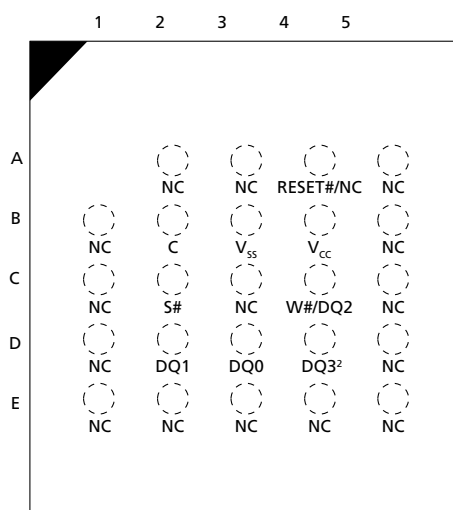 1 2 3 4 5
A
NC NC RESET#/NC NC
B
NC C VSS VCC NC
C
NC S# NC W#/DQ2 NC
D
NC DQ1 DQ0 DQ3² NC
E
NC NC NC NC NC